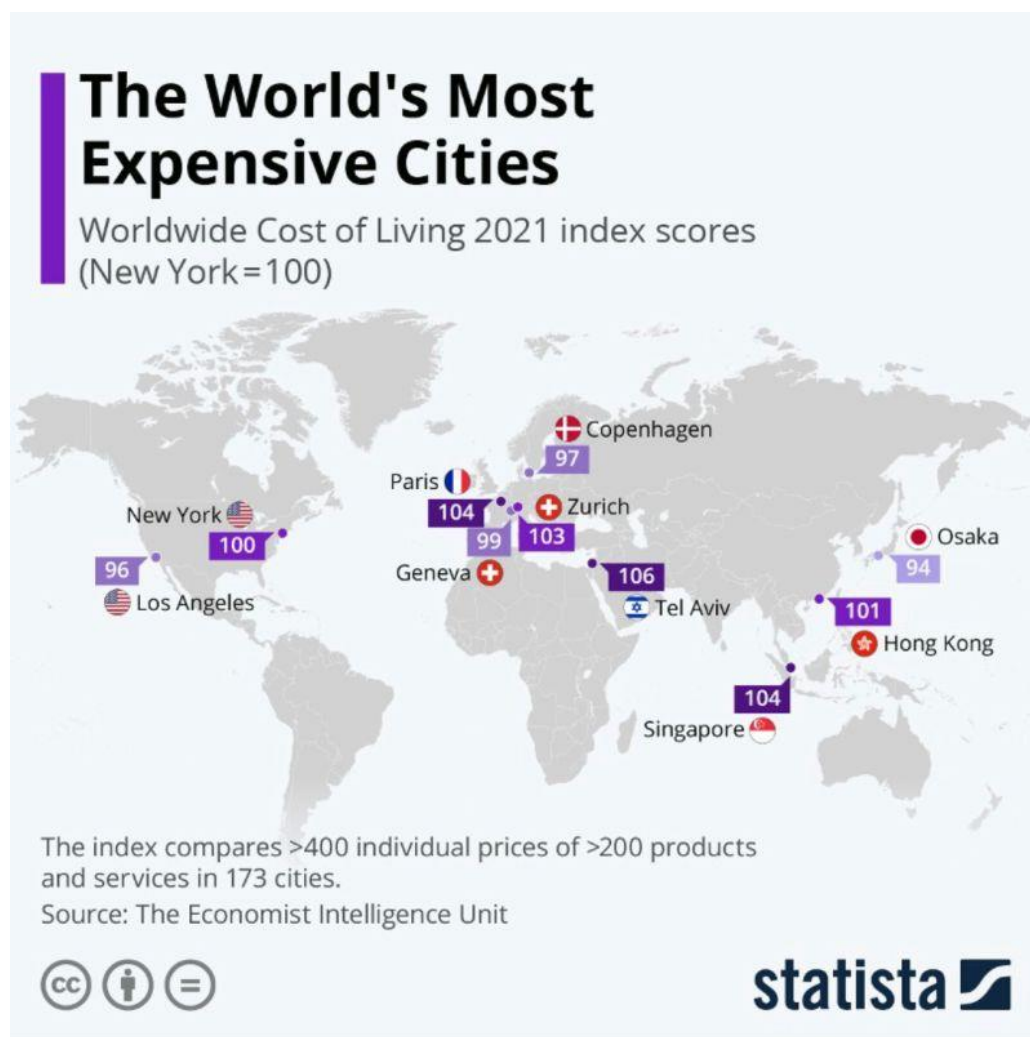 The World's Most
Expensive Cities
Worldwide Cost of Living 2021 index scores
(New York=100)
Copenhagen
97
Paris
104
Zurich
103
99
Geneva
New York
100
96
Los Angeles
106
Tel Aviv
Osaka
94
101
Hong Kong
104
Singapore
The index compares >400 individual prices of >200 products
and services in 173 cities.
Source: The Economist Intelligence Unit
cc
=
statista